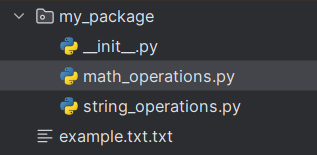 my_package
__init__.py
math_operations.py
string_operations.py
example.txt.txt